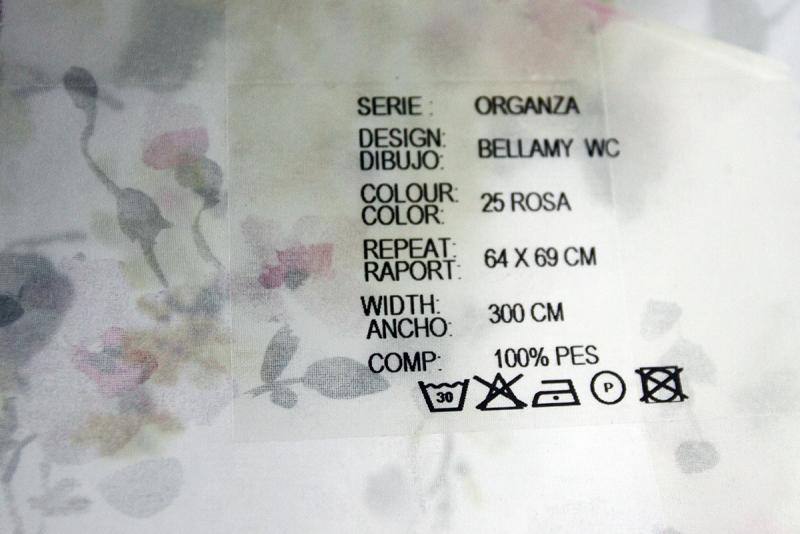 SERIE : ORGANZA
DESIGN:
DIBUJO: BELLAMY WC
COLOUR:
COLOR: 25 ROSA
REPEAT:
RAPORT: 64 X 69 CM
WIDTH:
ANCHO: 300 CM
COMP: 100% PES
30 P